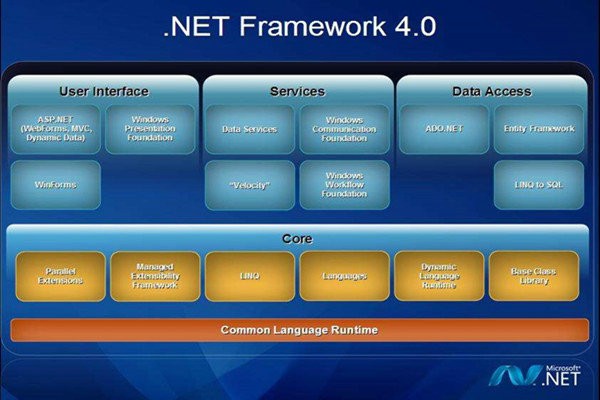 .NET Framework 4.0
User Interface
Services
Data Access
ASP.NET
(WebForms, MVC,
Dynamic Data)
Windows
Presentation
Foundation
Data Services
Windows
Communication
Foundation
ADO.NET
Entity Framework
WinForms
"Velocity"
Windows
Workflow
Foundation
LINQ to SQL
Core
Parallel
Extensions
Managed
Extensibility
Framework
LINQ
Languages
Dynamic
Language
Runtime
Base Class
Library
Common Language Runtime
Microsoft®
.NET